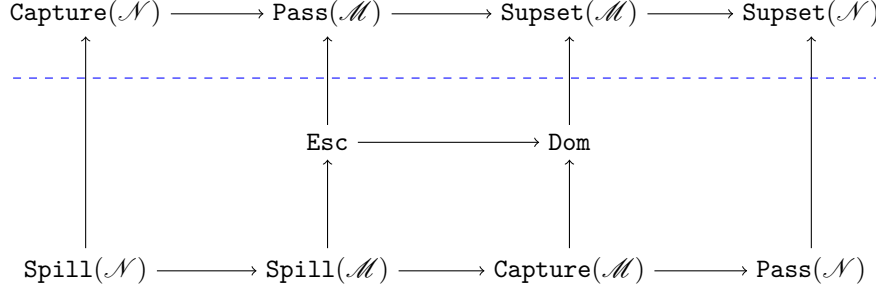 Capture(𝒩) Pass(ℳ) Supset(ℳ) Supset(𝒩)
Esc Dom
Spill(𝒩) Spill(ℳ) Capture(ℳ) Pass(𝒩)